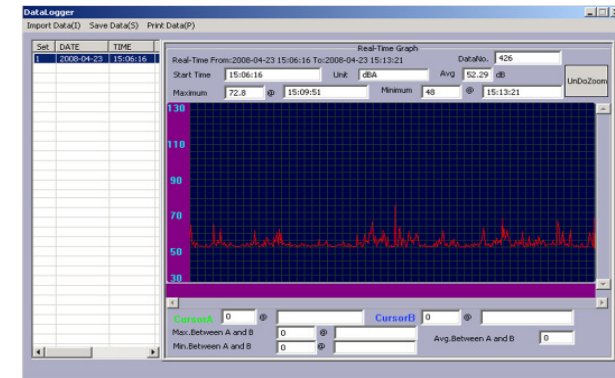 DataLogger
Import Data(I) Save Data(S) Print Data(P)
Set DATE TIME
1 2008-04-23 15:06:16
Real-Time Graph
Real-Time From:2008-04-23 15:06:16 To:2008-04-23 15:13:21 DataNo. 426
Start Time 15:06:16 Unit dBA Avg 52.29 dB UnDoZoom
Maximum 72.8 @ 15:09:51 Minimum 48 @ 15:13:21
130
110
90
70
50
30
CursorA 0 @ CursorB 0 @
Max.Between A and B 0 @
Avg.Between A and B 0
Min.Between A and B 0 @